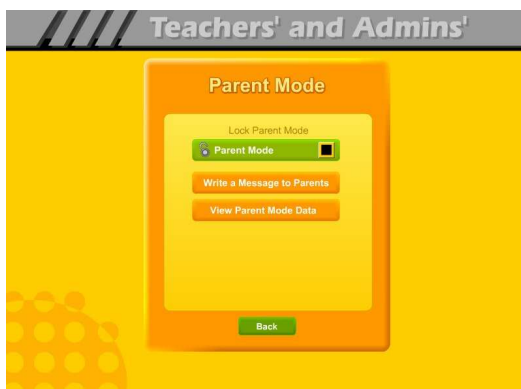 Teachers' and Admins'
Parent Mode
Lock Parent Mode
Parent Mode
Write a Message to Parents
View Parent Mode Data
Back